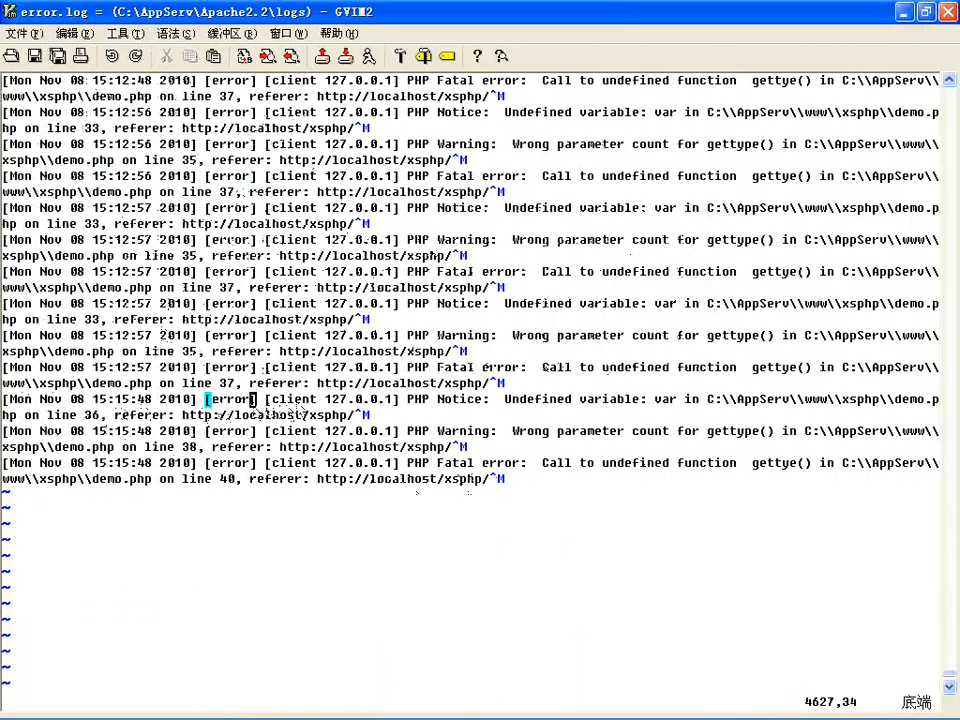 error.log = (C:\AppServ\Apache2.2\logs) - GVIM2
文件(F) 编辑(E) 工具(T) 语法(S) 缓冲区(B) 窗口(W) 帮助(H)
[Mon Nov 08 15:12:48 2010] [error] [client 127.0.0.1] PHP Fatal error:  Call to undefined function  gettye() in C:\\AppServ\\
www\\xsphp\\demo.php on line 37, referer: http://localhost/xsphp/^M
[Mon Nov 08 15:12:56 2010] [error] [client 127.0.0.1] PHP Notice:  Undefined variable: var in C:\\AppServ\\www\\xsphp\\demo.p
hp on line 33, referer: http://localhost/xsphp/^M
[Mon Nov 08 15:12:56 2010] [error] [client 127.0.0.1] PHP Warning:  Wrong parameter count for gettype() in C:\\AppServ\\www\\
xsphp\\demo.php on line 35, referer: http://localhost/xsphp/^M
[Mon Nov 08 15:12:56 2010] [error] [client 127.0.0.1] PHP Fatal error:  Call to undefined function  gettye() in C:\\AppServ\\
www\\xsphp\\demo.php on line 37, referer: http://localhost/xsphp/^M
[Mon Nov 08 15:12:57 2010] [error] [client 127.0.0.1] PHP Notice:  Undefined variable: var in C:\\AppServ\\www\\xsphp\\demo.p
hp on line 33, referer: http://localhost/xsphp/^M
[Mon Nov 08 15:12:57 2010] [error] [client 127.0.0.1] PHP Warning:  Wrong parameter count for gettype() in C:\\AppServ\\www\\
xsphp\\demo.php on line 35, referer: http://localhost/xsphp/^M
[Mon Nov 08 15:12:57 2010] [error] [client 127.0.0.1] PHP Fatal error:  Call to undefined function  gettye() in C:\\AppServ\\
www\\xsphp\\demo.php on line 37, referer: http://localhost/xsphp/^M
[Mon Nov 08 15:12:57 2010] [error] [client 127.0.0.1] PHP Notice:  Undefined variable: var in C:\\AppServ\\www\\xsphp\\demo.p
hp on line 33, referer: http://localhost/xsphp/^M
[Mon Nov 08 15:12:57 2010] [error] [client 127.0.0.1] PHP Warning:  Wrong parameter count for gettype() in C:\\AppServ\\www\\
xsphp\\demo.php on line 35, referer: http://localhost/xsphp/^M
[Mon Nov 08 15:12:57 2010] [error] [client 127.0.0.1] PHP Fatal error:  Call to undefined function  gettye() in C:\\AppServ\\
www\\xsphp\\demo.php on line 37, referer: http://localhost/xsphp/^M
[Mon Nov 08 15:15:48 2010] [error] [client 127.0.0.1] PHP Notice:  Undefined variable: var in C:\\AppServ\\www\\xsphp\\demo.p
hp on line 36, referer: http://localhost/xsphp/^M
[Mon Nov 08 15:15:48 2010] [error] [client 127.0.0.1] PHP Warning:  Wrong parameter count for gettype() in C:\\AppServ\\www\\
xsphp\\demo.php on line 38, referer: http://localhost/xsphp/^M
[Mon Nov 08 15:15:48 2010] [error] [client 127.0.0.1] PHP Fatal error:  Call to undefined function  gettye() in C:\\AppServ\\
www\\xsphp\\demo.php on line 40, referer: http://localhost/xsphp/^M
~
~
~
~
~
~
~
~
~
~
~
~
~
4627,34 底端